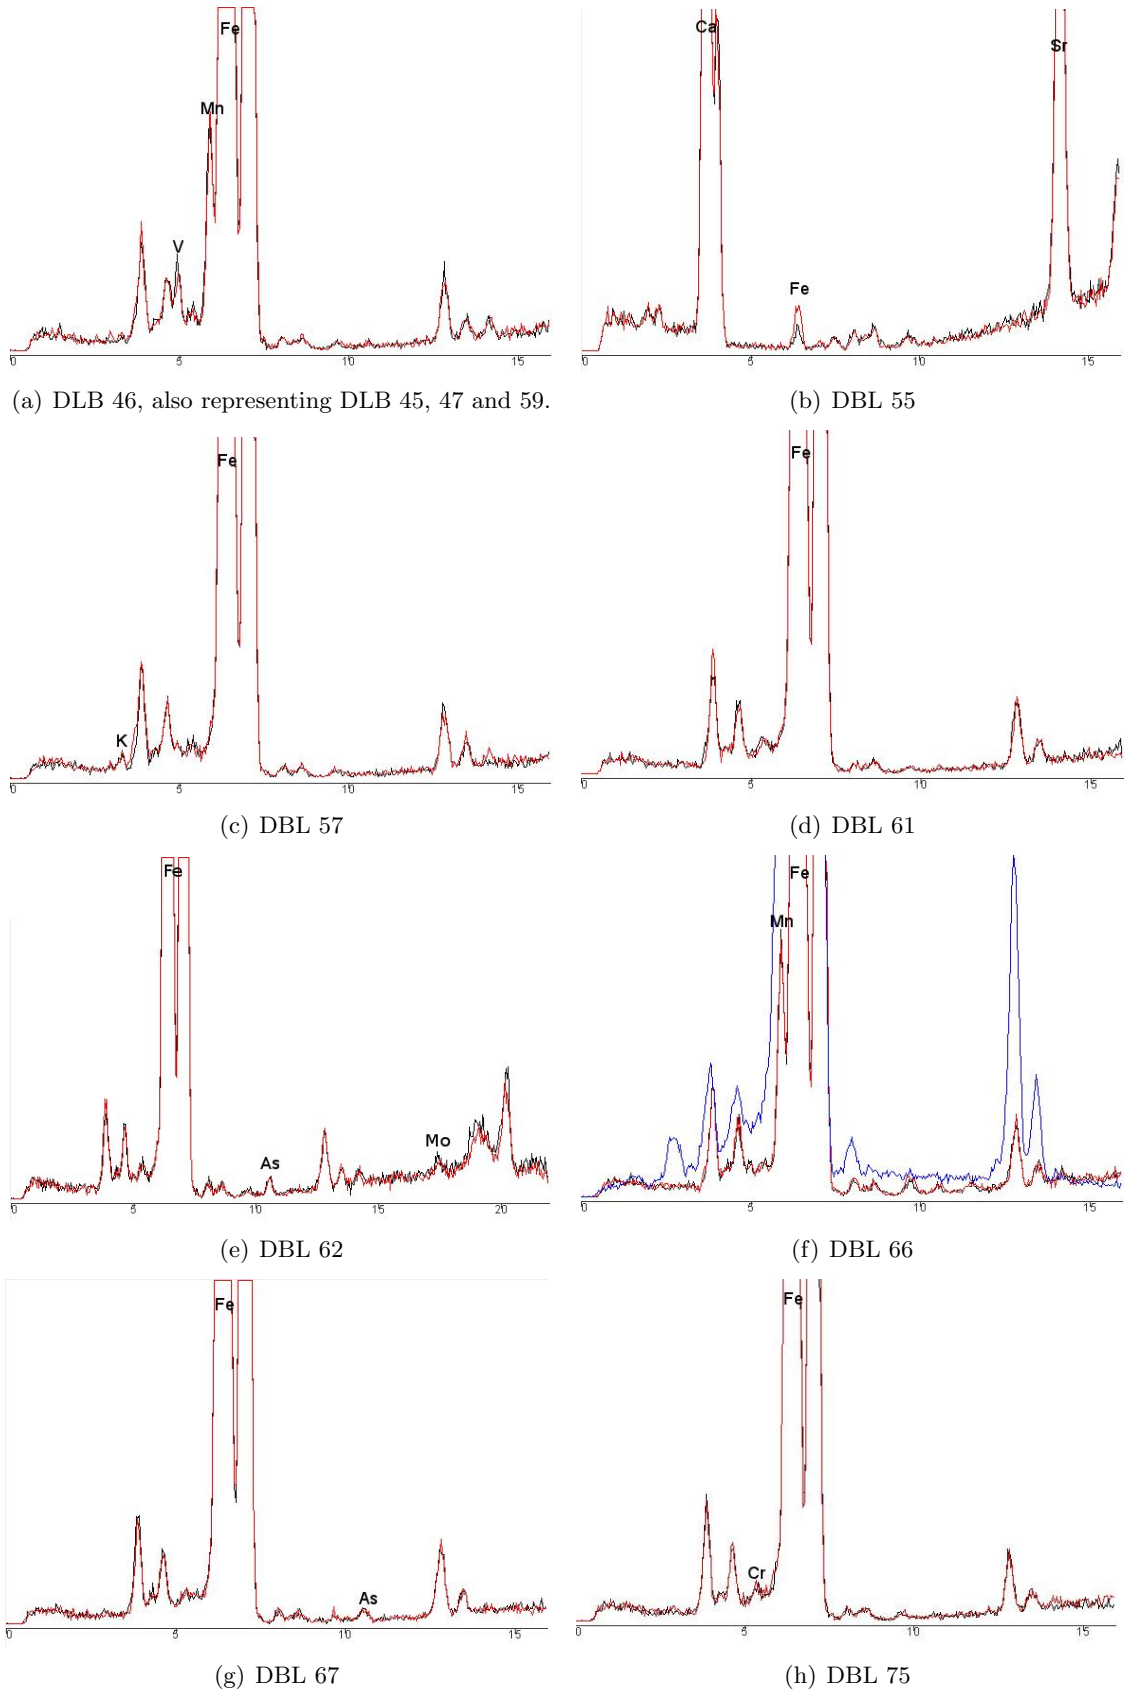 Fe
Mn
V
0 5 10 15
Ca
Sr
Fe
0 5 10 15
(a) DLB 46, also representing DLB 45, 47 and 59.
(b) DBL 55
Fe
K
0 5 10 15
Fe
0 5 10 15
(c) DBL 57
(d) DBL 61
Fe
As
Mo
0 5 10 15 20
Fe
Mn
0 5 10 15
(e) DBL 62
(f) DBL 66
Fe
As
0 5 10 15
Fe
Cr
0 5 10 15
(g) DBL 67
(h) DBL 75